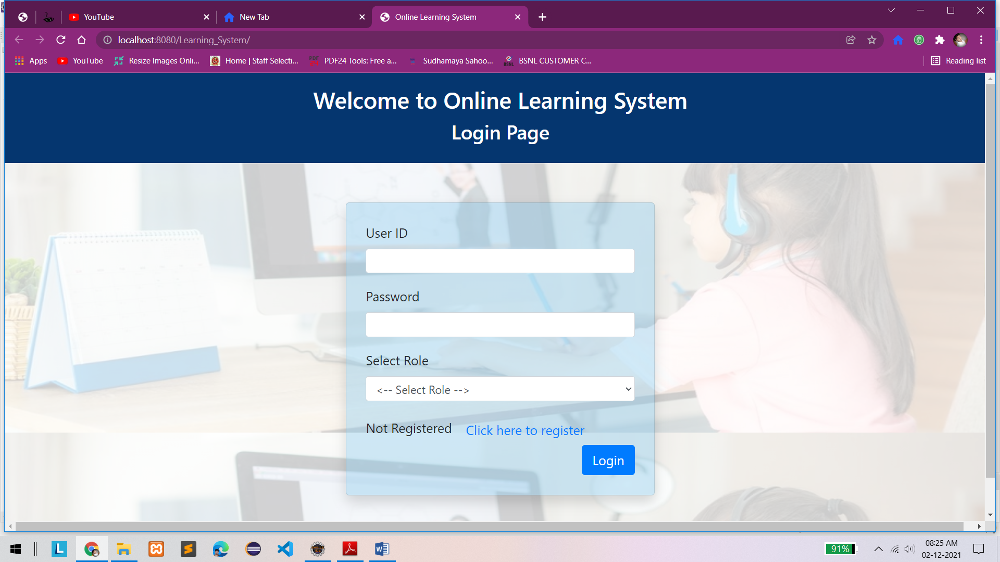 YouTube
New Tab
Online Learning System
localhost:8080/Learning_System/
Apps
YouTube
Resize Images Onli...
Home | Staff Selecti...
PDF24 Tools: Free a...
Sudhamaya Sahoo...
BSNL CUSTOMER C...
Reading list
Welcome to Online Learning System
Login Page
User ID
Password
Select Role
<-- Select Role -->
Not Registered Click here to register
Login
91%
08:25 AM
02-12-2021